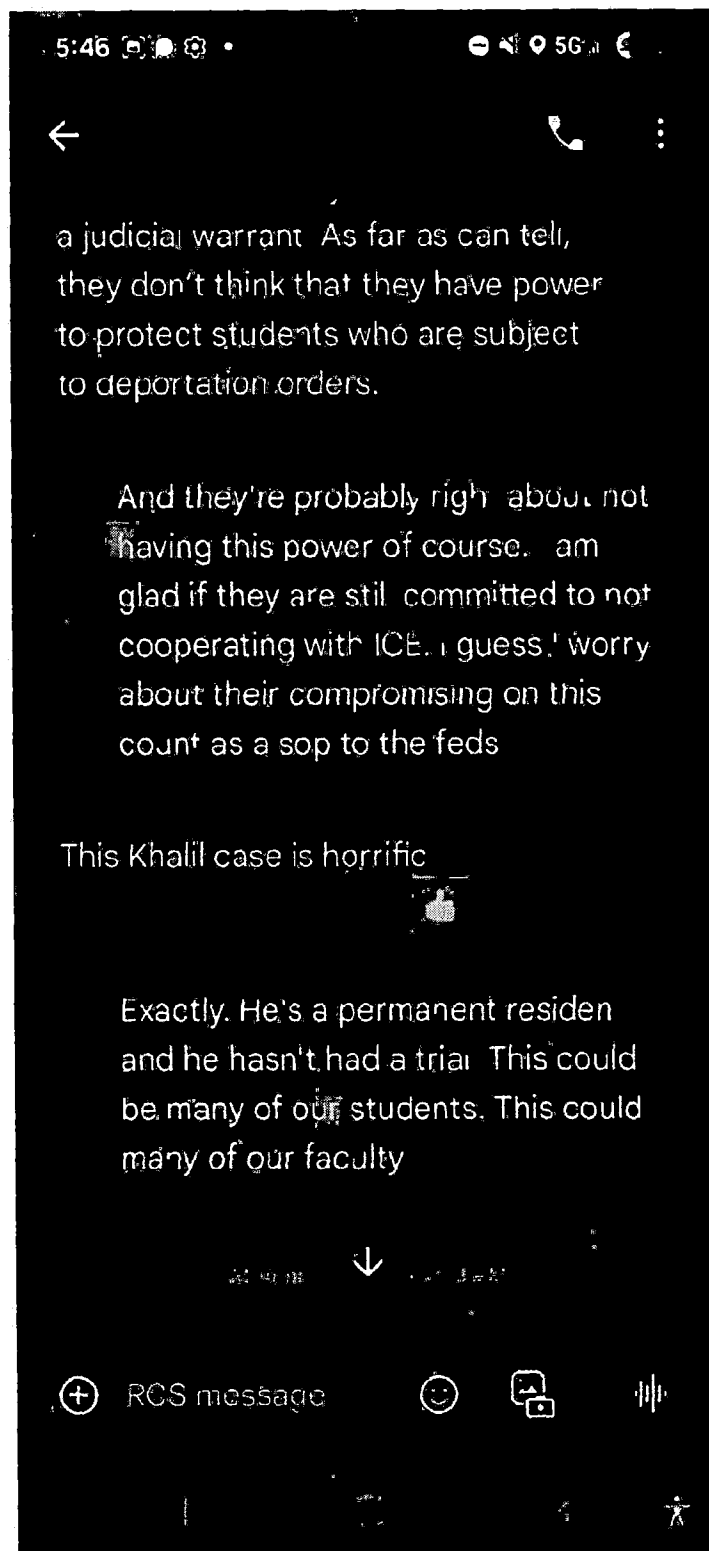 5:46
5G
a judicial warrant As far as can tell,
they don't think that they have power
to protect students who are subject
to deportation orders.
And they're probably righ about not
having this power of course. am
glad if they are stil committed to not
cooperating with ICE. I guess I worry
about their compromising on this
count as a sop to the feds
This Khalil case is horrific
Exactly. He's a permanent residen
and he hasn't had a trial This could
be many of our students. This could
many of our faculty
RCS message